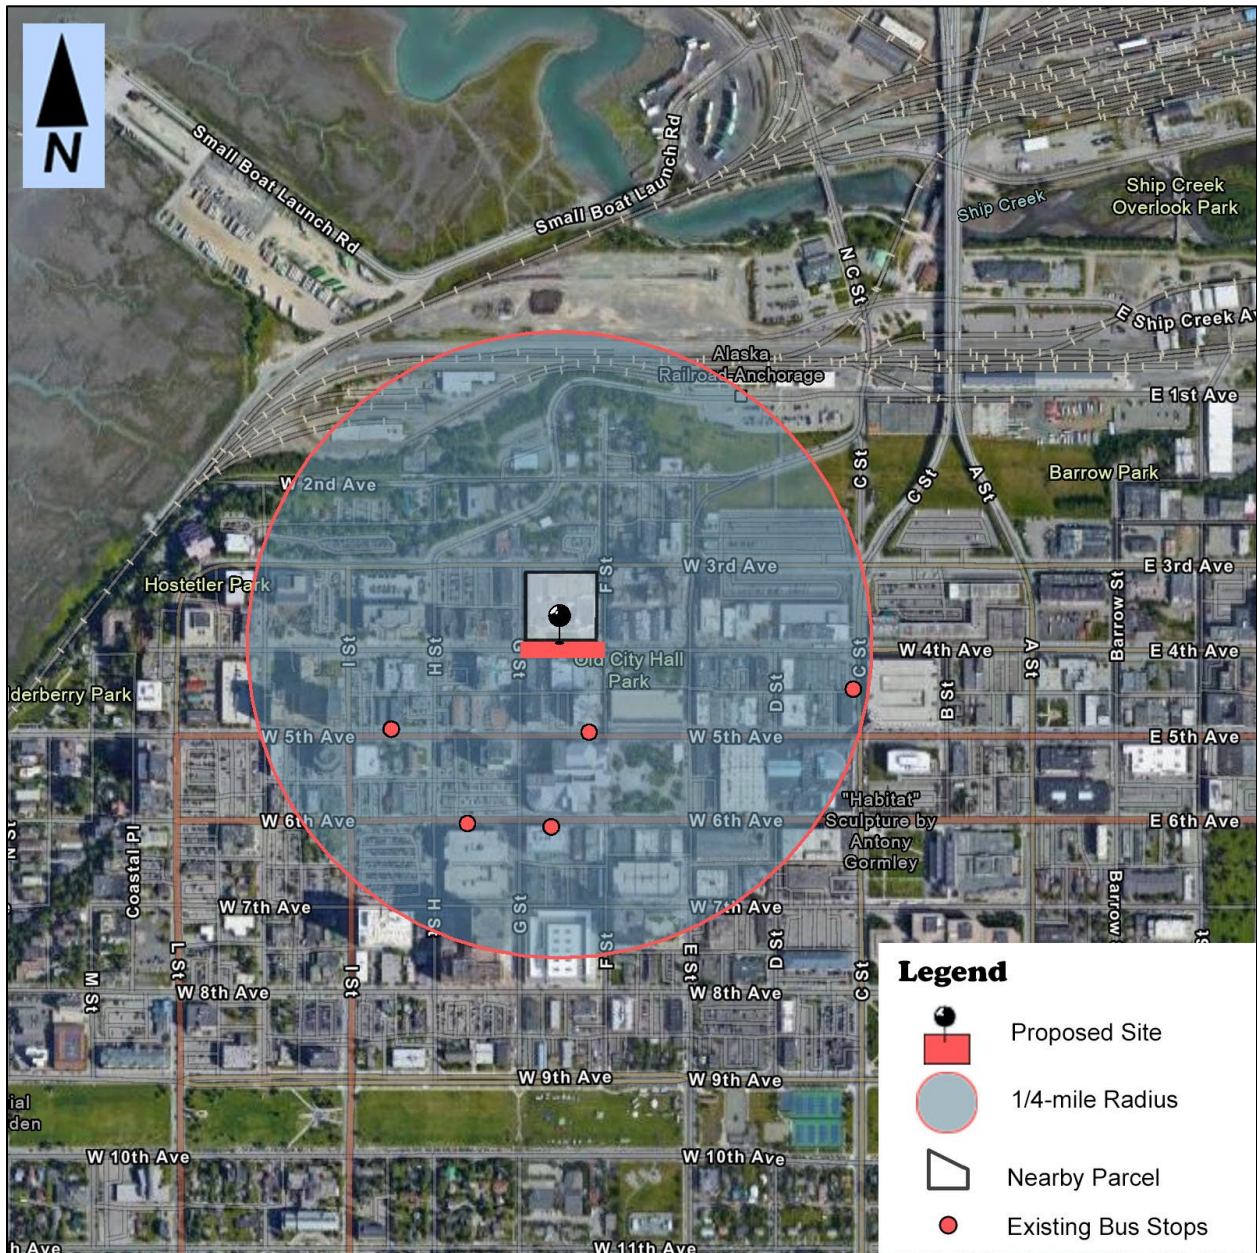 N
Small Boat Launch Rd
Small Boat Launch Rd
Ship Creek
Ship Creek
Overlook Park
N C St
E Ship Creek Av
Alaska
Railroad-Anchorage
E 1st Ave
W 2nd Ave
C St
C St
A St
Barrow Park
Hostetler Park
W 3rd Ave
E 3rd Ave
F St
Barrow St
I St
H St
G St
Old City Hall
Park
D St
C St
W 4th Ave
A St
E 4th Ave
lderberry Park
B St
W 5th Ave
W 5th Ave
E 5th Ave
W 6th Ave
W 6th Ave
E 6th Ave
"Habitat"
Sculpture by
Antony
Gormley
N St
Coastal Pl
W 7th Ave
H St
G St
W 7th Ave
Barrow S
L St
I St
F St
E St
D St
C St
St
M St
W 8th Ave
W 8th Ave
W 9th Ave
W 9th Ave
ial
den
W 10th Ave
W 10th Ave
h Ave
W 11th Ave
Legend
Proposed Site
1/4-mile Radius
Nearby Parcel
Existing Bus Stops